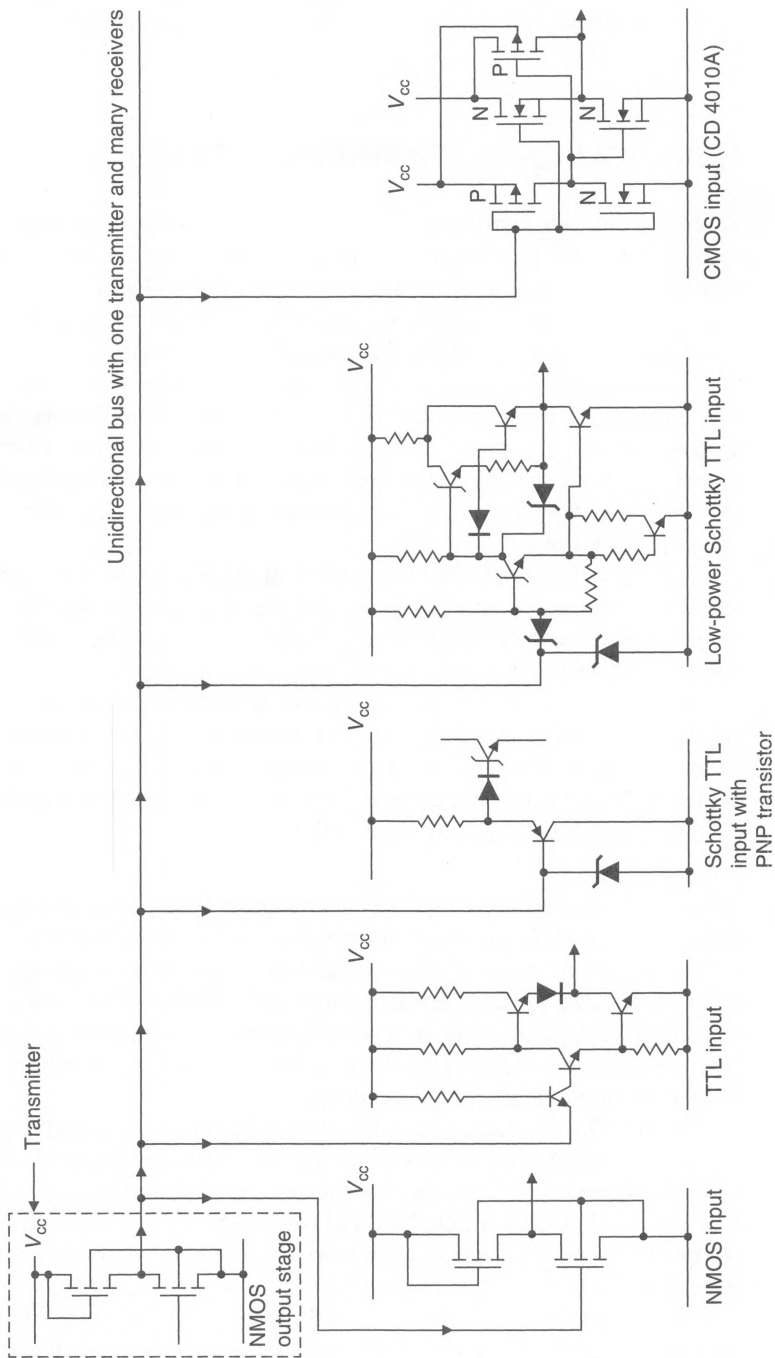 Transmitter
V_cc
NMOS
output stage
Unidirectional bus with one transmitter and many receivers
NMOS input
V_cc
TTL input
V_cc
Schottky TTL
input with
PNP transistor
V_cc
Low-power Schottky TTL input
V_cc
V_cc
P
N
P
N
N
CMOS input (CD 4010A)